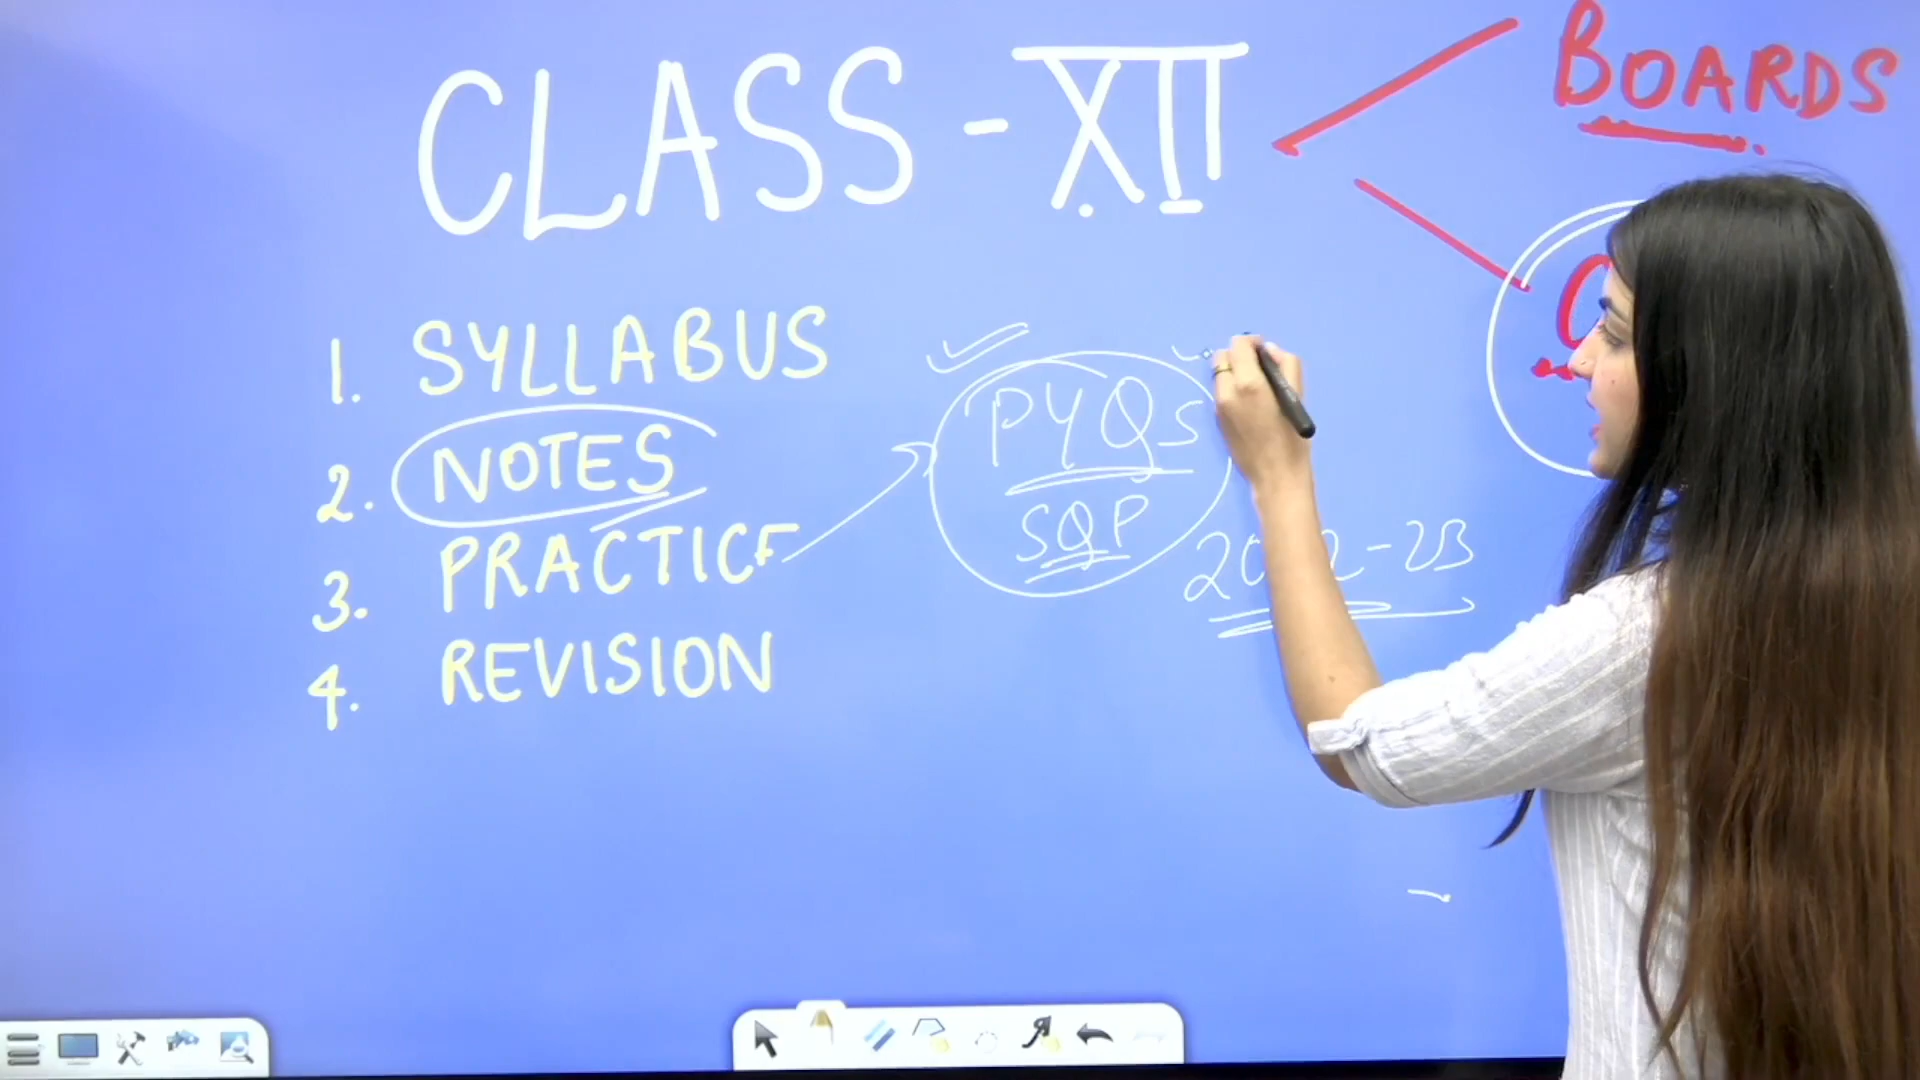 CLASS - XII
BOARDS
1. SYLLABUS
2. NOTES
3. PRACTICE
4. REVISION
PYQS
SQP